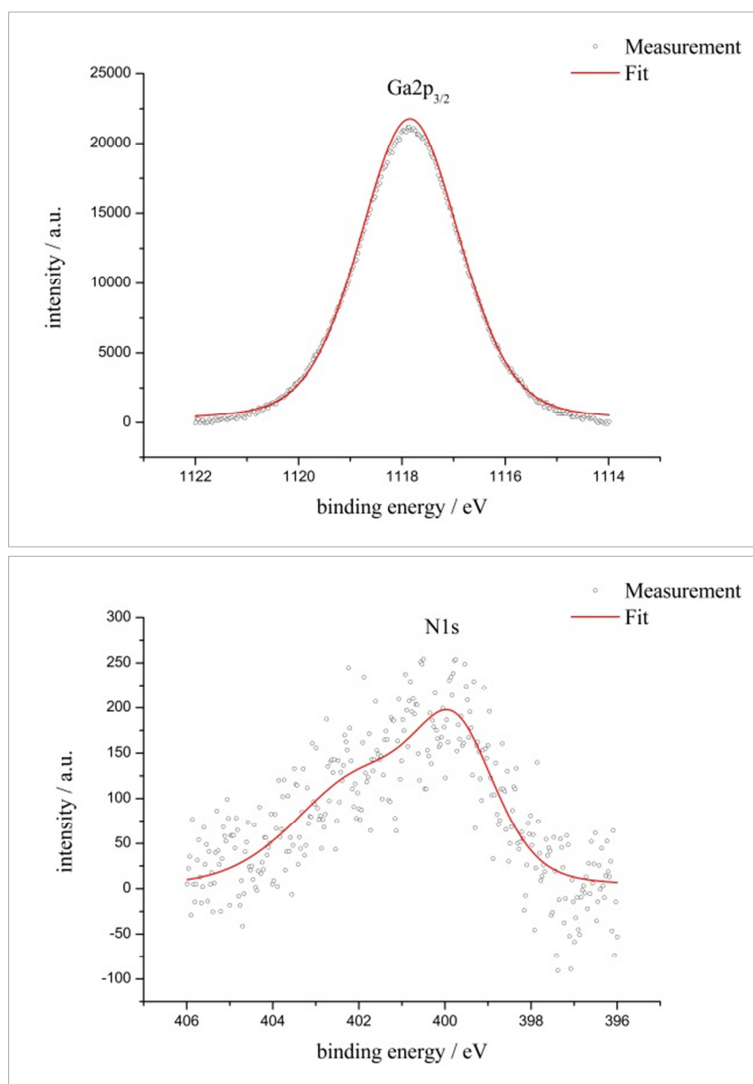 Measurement
Fit
Ga2p3/2
25000
20000
15000
10000
5000
0
intensity / a.u.
1122 1120 1118 1116 1114
binding energy / eV
Measurement
Fit
N1s
300
250
200
150
100
50
0
-50
-100
intensity / a.u.
406 404 402 400 398 396
binding energy / eV